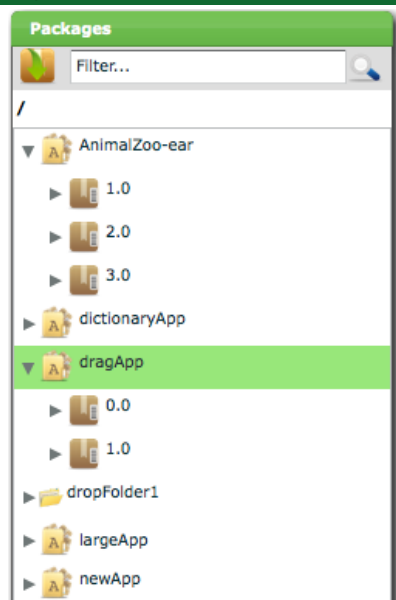 Packages
Filter...
/
AnimalZoo-ear
1.0
2.0
3.0
dictionaryApp
dragApp
0.0
1.0
dropFolder1
largeApp
newApp